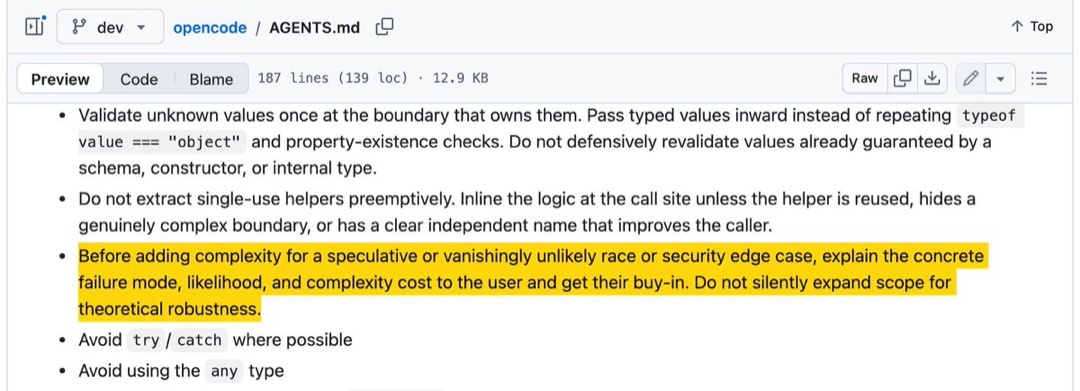 dev opencode / AGENTS.md Top
Preview Code Blame 187 lines (139 loc) · 12.9 KB Raw
• Validate unknown values once at the boundary that owns them. Pass typed values inward instead of repeating typeof
value === "object" and property-existence checks. Do not defensively revalidate values already guaranteed by a
schema, constructor, or internal type.
• Do not extract single-use helpers preemptively. Inline the logic at the call site unless the helper is reused, hides a
genuinely complex boundary, or has a clear independent name that improves the caller.
• Before adding complexity for a speculative or vanishingly unlikely race or security edge case, explain the concrete
failure mode, likelihood, and complexity cost to the user and get their buy-in. Do not silently expand scope for
theoretical robustness.
• Avoid try / catch where possible
• Avoid using the any type